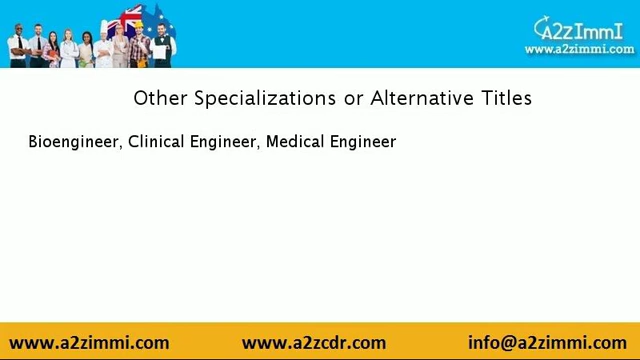 A2zImmI
www.a2zimmi.com
Other Specializations or Alternative Titles
Bioengineer, Clinical Engineer, Medical Engineer
www.a2zimmi.com www.a2zcdr.com info@a2zimmi.com